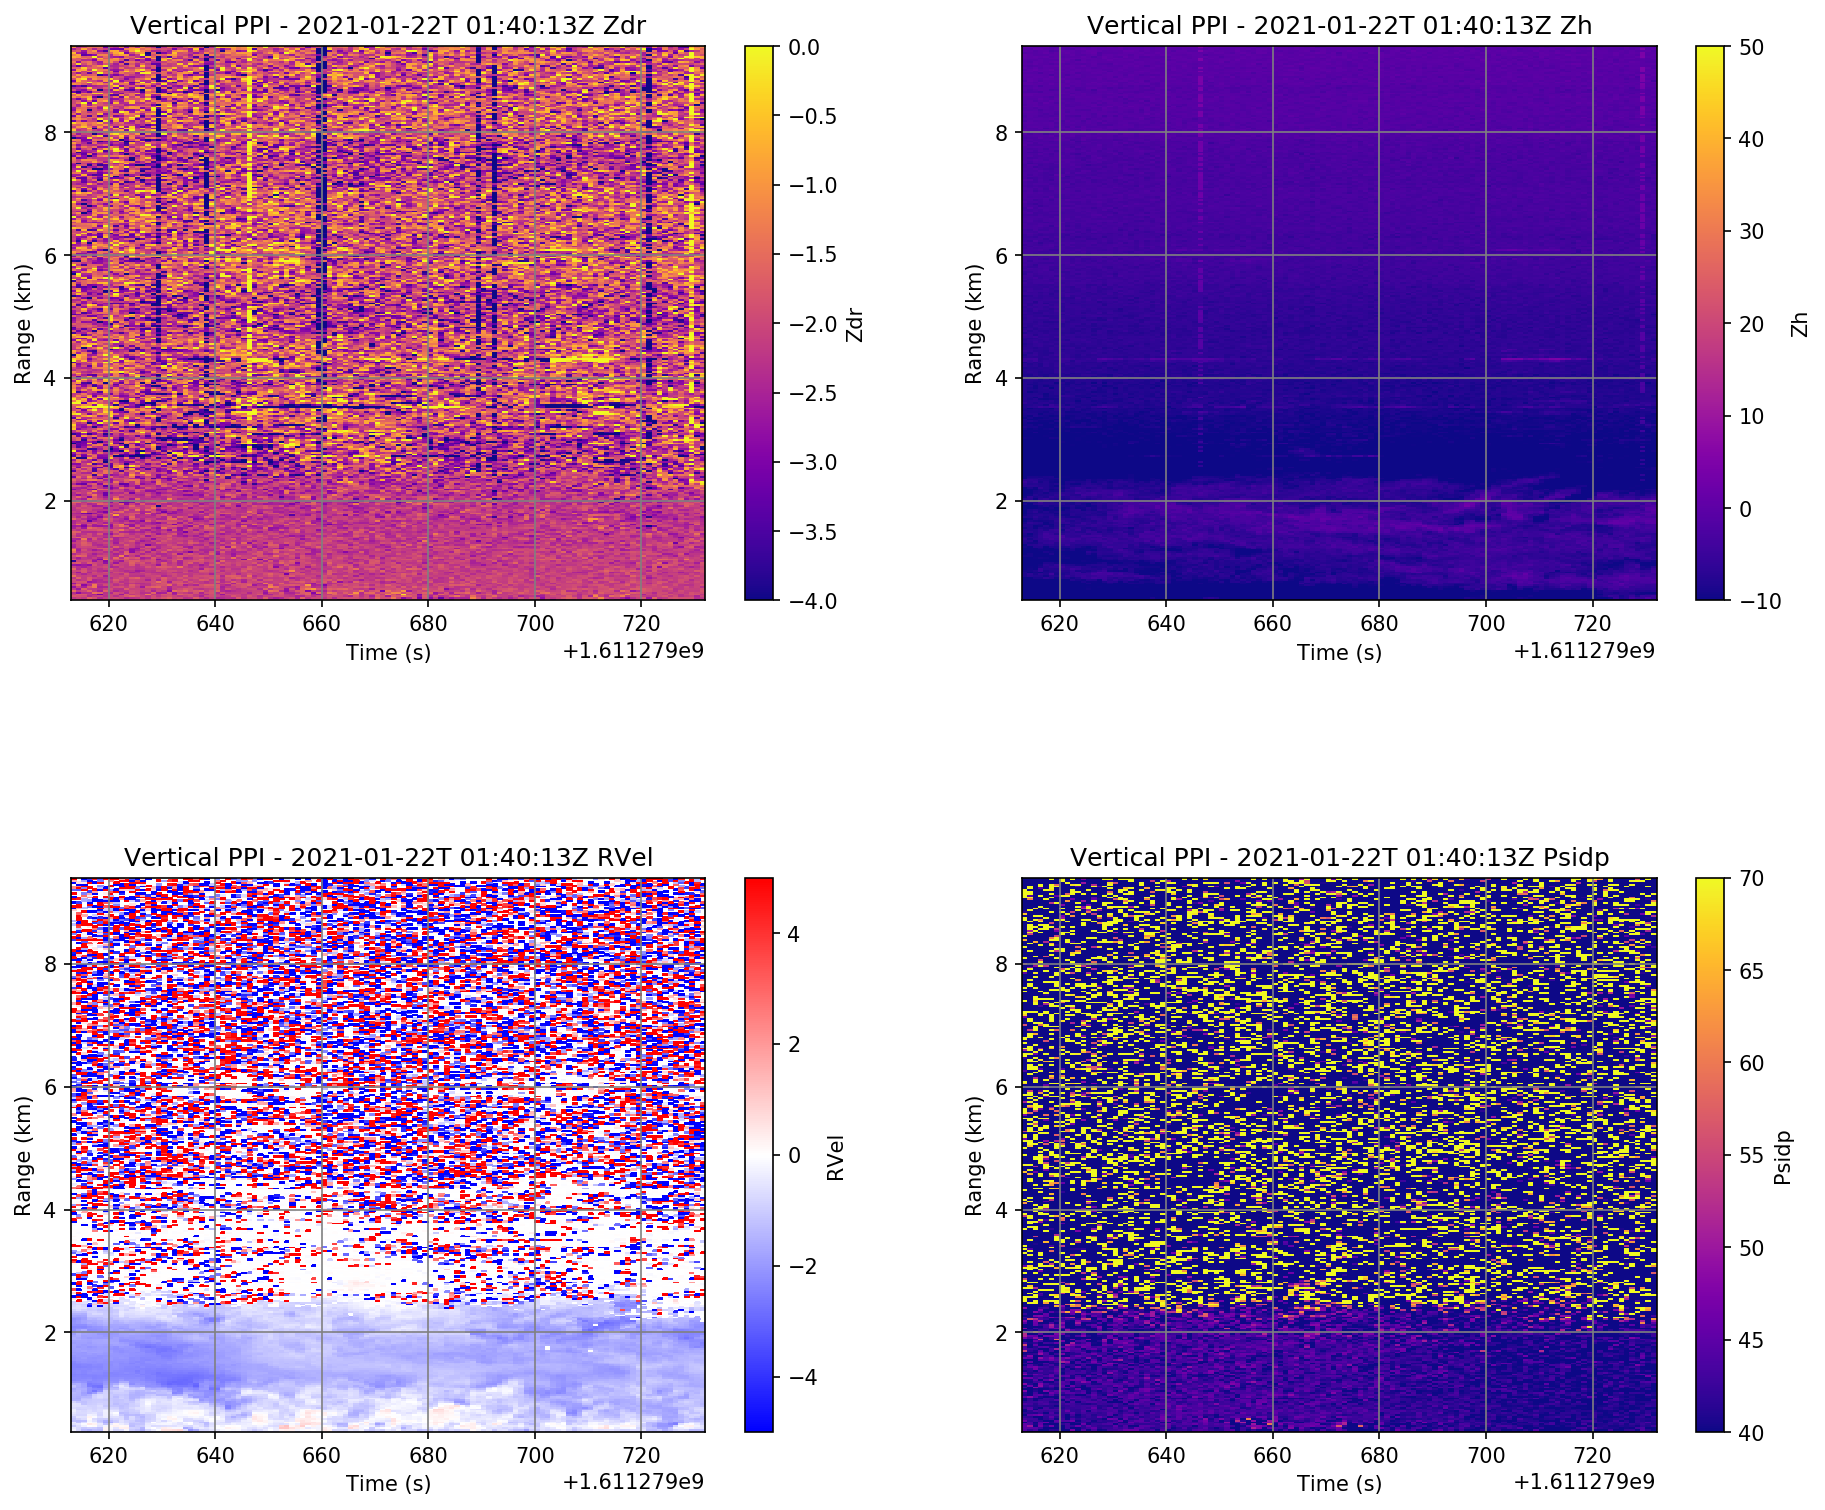 Vertical PPI - 2021-01-22T 01:40:13Z Zdr
Range (km)
8
6
4
2
620 640 660 680 700 720
Time (s)
+1.611279e9
0.0
−0.5
−1.0
−1.5
−2.0
−2.5
−3.0
−3.5
−4.0
Zdr
Vertical PPI - 2021-01-22T 01:40:13Z Zh
Range (km)
8
6
4
2
620 640 660 680 700 720
Time (s)
+1.611279e9
50
40
30
20
10
0
−10
Zh
Vertical PPI - 2021-01-22T 01:40:13Z RVel
Range (km)
8
6
4
2
620 640 660 680 700 720
Time (s)
+1.611279e9
4
2
0
−2
−4
RVel
Vertical PPI - 2021-01-22T 01:40:13Z Psidp
Range (km)
8
6
4
2
620 640 660 680 700 720
Time (s)
+1.611279e9
70
65
60
55
50
45
40
Psidp